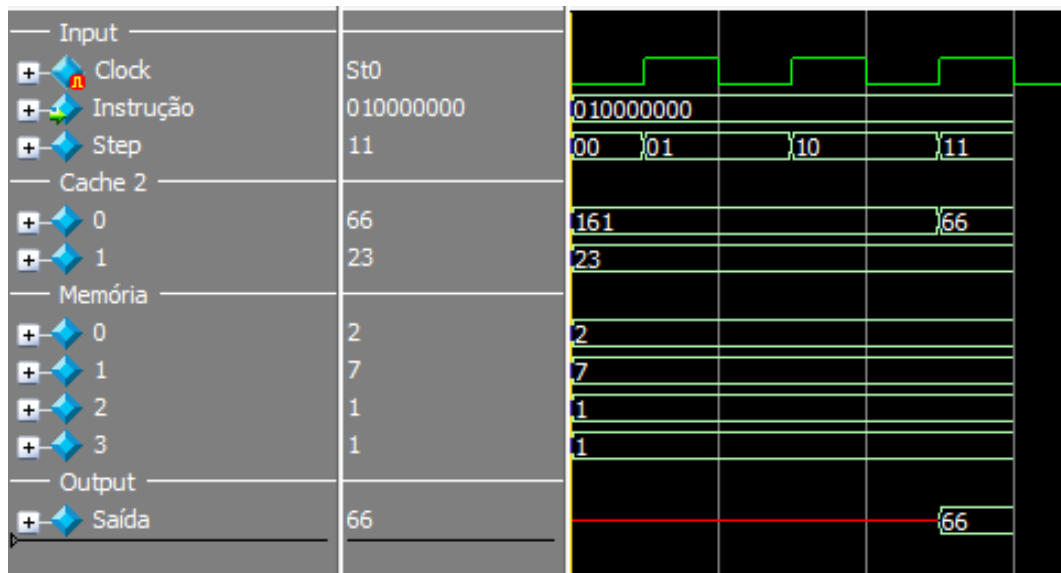 Input
Clock St0
Instrução 010000000 010000000
Step 11 00 01 10 11
Cache 2
0 66 161 66
1 23 23
Memória
0 2 2
1 7 7
2 1 1
3 1 1
Output
Saída 66 66